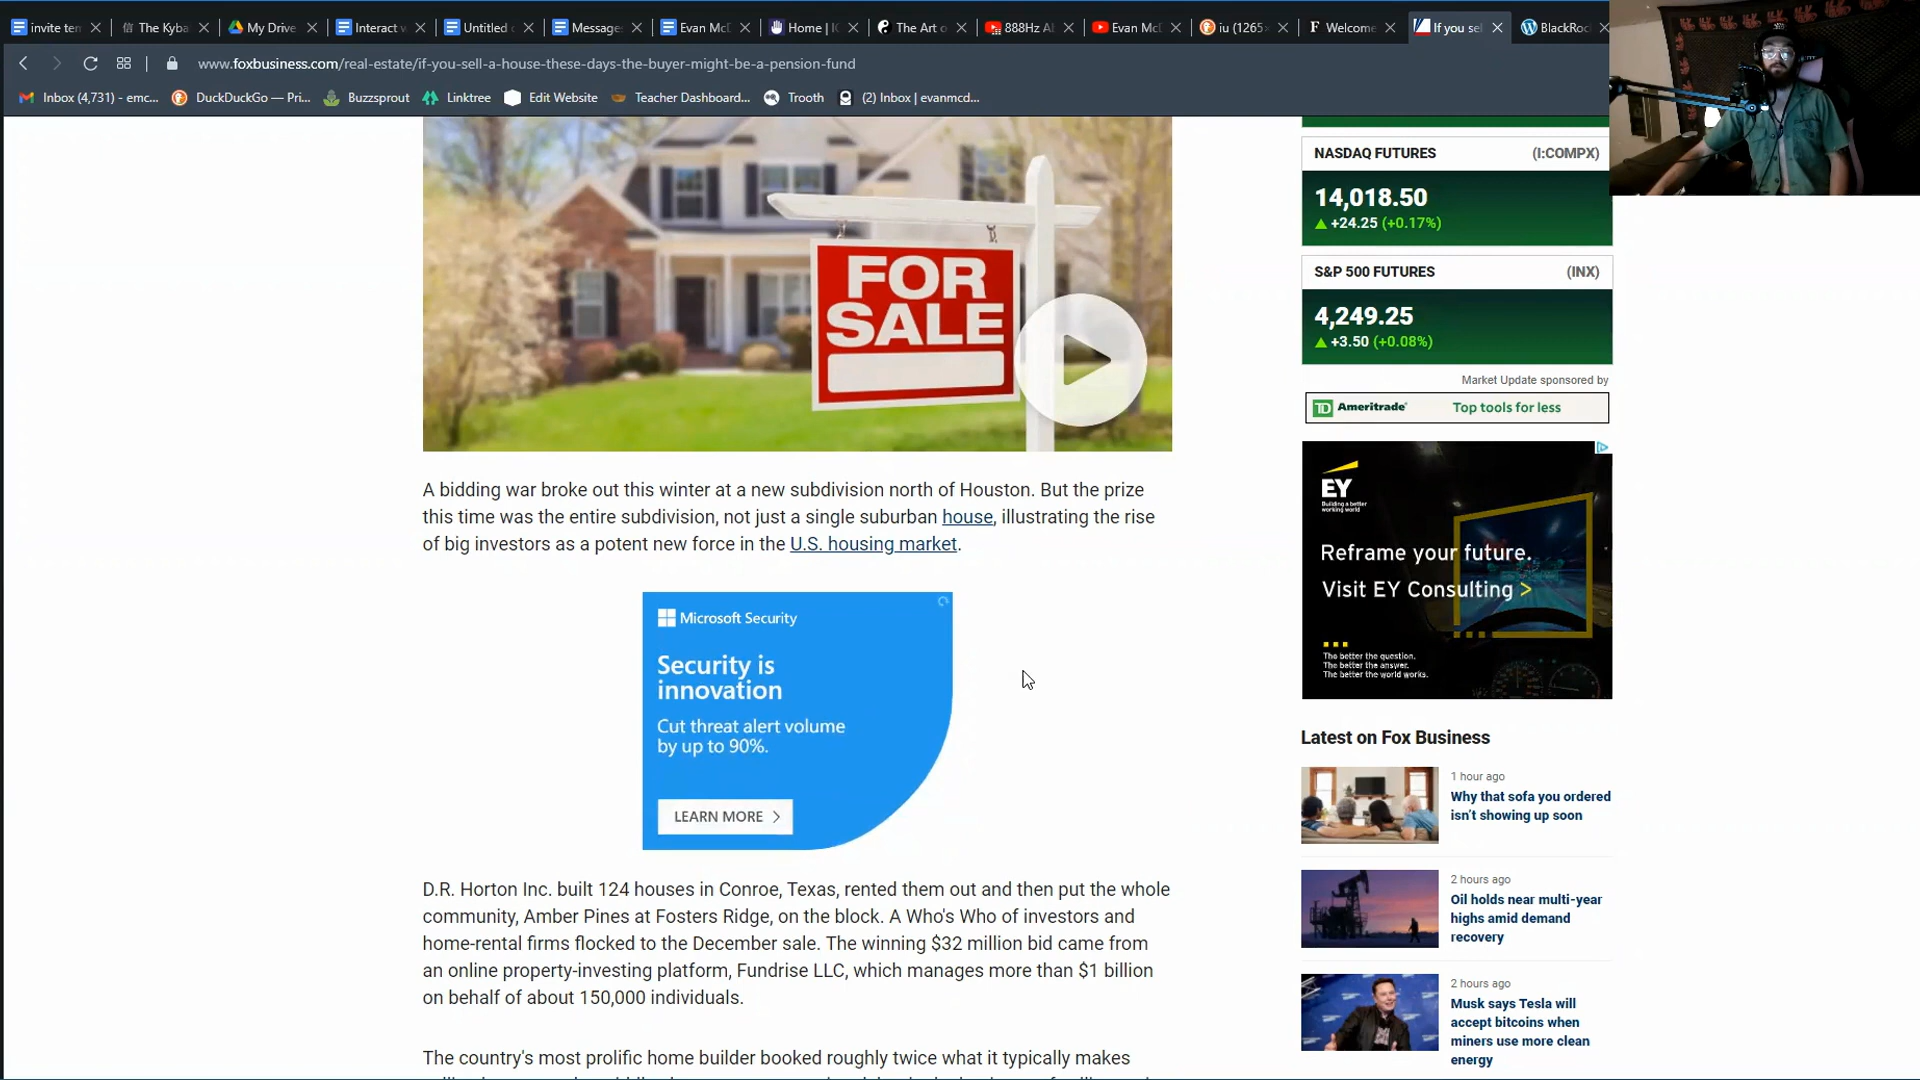 invite ten
The Kyba
My Drive
Interact w
Untitled
Message
Evan McD
Home | IC
The Art o
888Hz Al
Evan McD
iu (1265×
Welcome
If you sel
BlackRoc
www.foxbusiness.com/real-estate/if-you-sell-a-house-these-days-the-buyer-might-be-a-pension-fund
Inbox (4,731) - emc...
DuckDuckGo — Pri...
Buzzsprout
Linktree
Edit Website
Teacher Dashboard...
Trooth
(2) Inbox | evanmcd...
FOR
SALE
A bidding war broke out this winter at a new subdivision north of Houston. But the prize
this time was the entire subdivision, not just a single suburban house, illustrating the rise
of big investors as a potent new force in the U.S. housing market.
Microsoft Security
Security is
innovation
Cut threat alert volume
by up to 90%.
LEARN MORE >
D.R. Horton Inc. built 124 houses in Conroe, Texas, rented them out and then put the whole
community, Amber Pines at Fosters Ridge, on the block. A Who's Who of investors and
home-rental firms flocked to the December sale. The winning $32 million bid came from
an online property-investing platform, Fundrise LLC, which manages more than $1 billion
on behalf of about 150,000 individuals.
The country's most prolific home builder booked roughly twice what it typically makes
NASDAQ FUTURES (I:COMPX)
14,018.50
▲ +24.25 (+0.17%)
S&P 500 FUTURES (INX)
4,249.25
▲ +3.50 (+0.08%)
Market Update sponsored by
TD Ameritrade Top tools for less
EY
Building a better
working world
Reframe your future.
Visit EY Consulting >
The better the question.
The better the answer.
The better the world works.
Latest on Fox Business
1 hour ago
Why that sofa you ordered
isn't showing up soon
2 hours ago
Oil holds near multi-year
highs amid demand
recovery
2 hours ago
Musk says Tesla will
accept bitcoins when
miners use more clean
energy